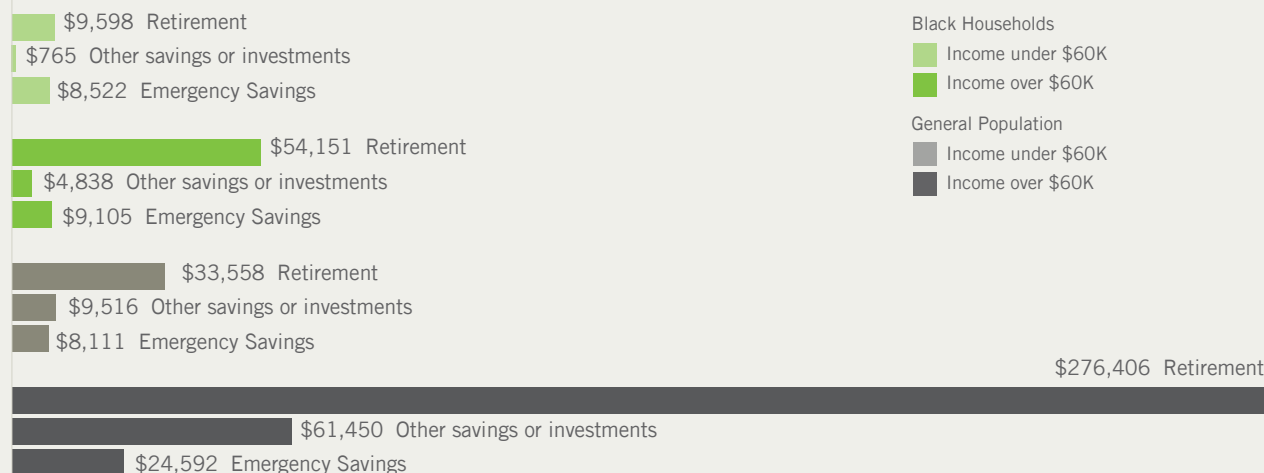 $9,598 Retirement
$765 Other savings or investments
$8,522 Emergency Savings
$54,151 Retirement
$4,838 Other savings or investments
$9,105 Emergency Savings
$33,558 Retirement
$9,516 Other savings or investments
$8,111 Emergency Savings
$276,406 Retirement
$61,450 Other savings or investments
$24,592 Emergency Savings
Black Households
Income under $60K
Income over $60K
General Population
Income under $60K
Income over $60K